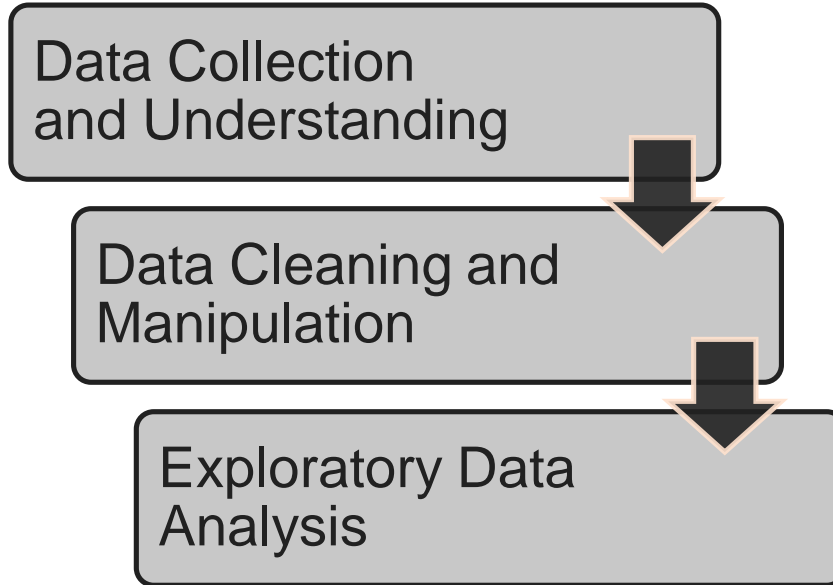 Data Collection
and Understanding
Data Cleaning and
Manipulation
Exploratory Data
Analysis